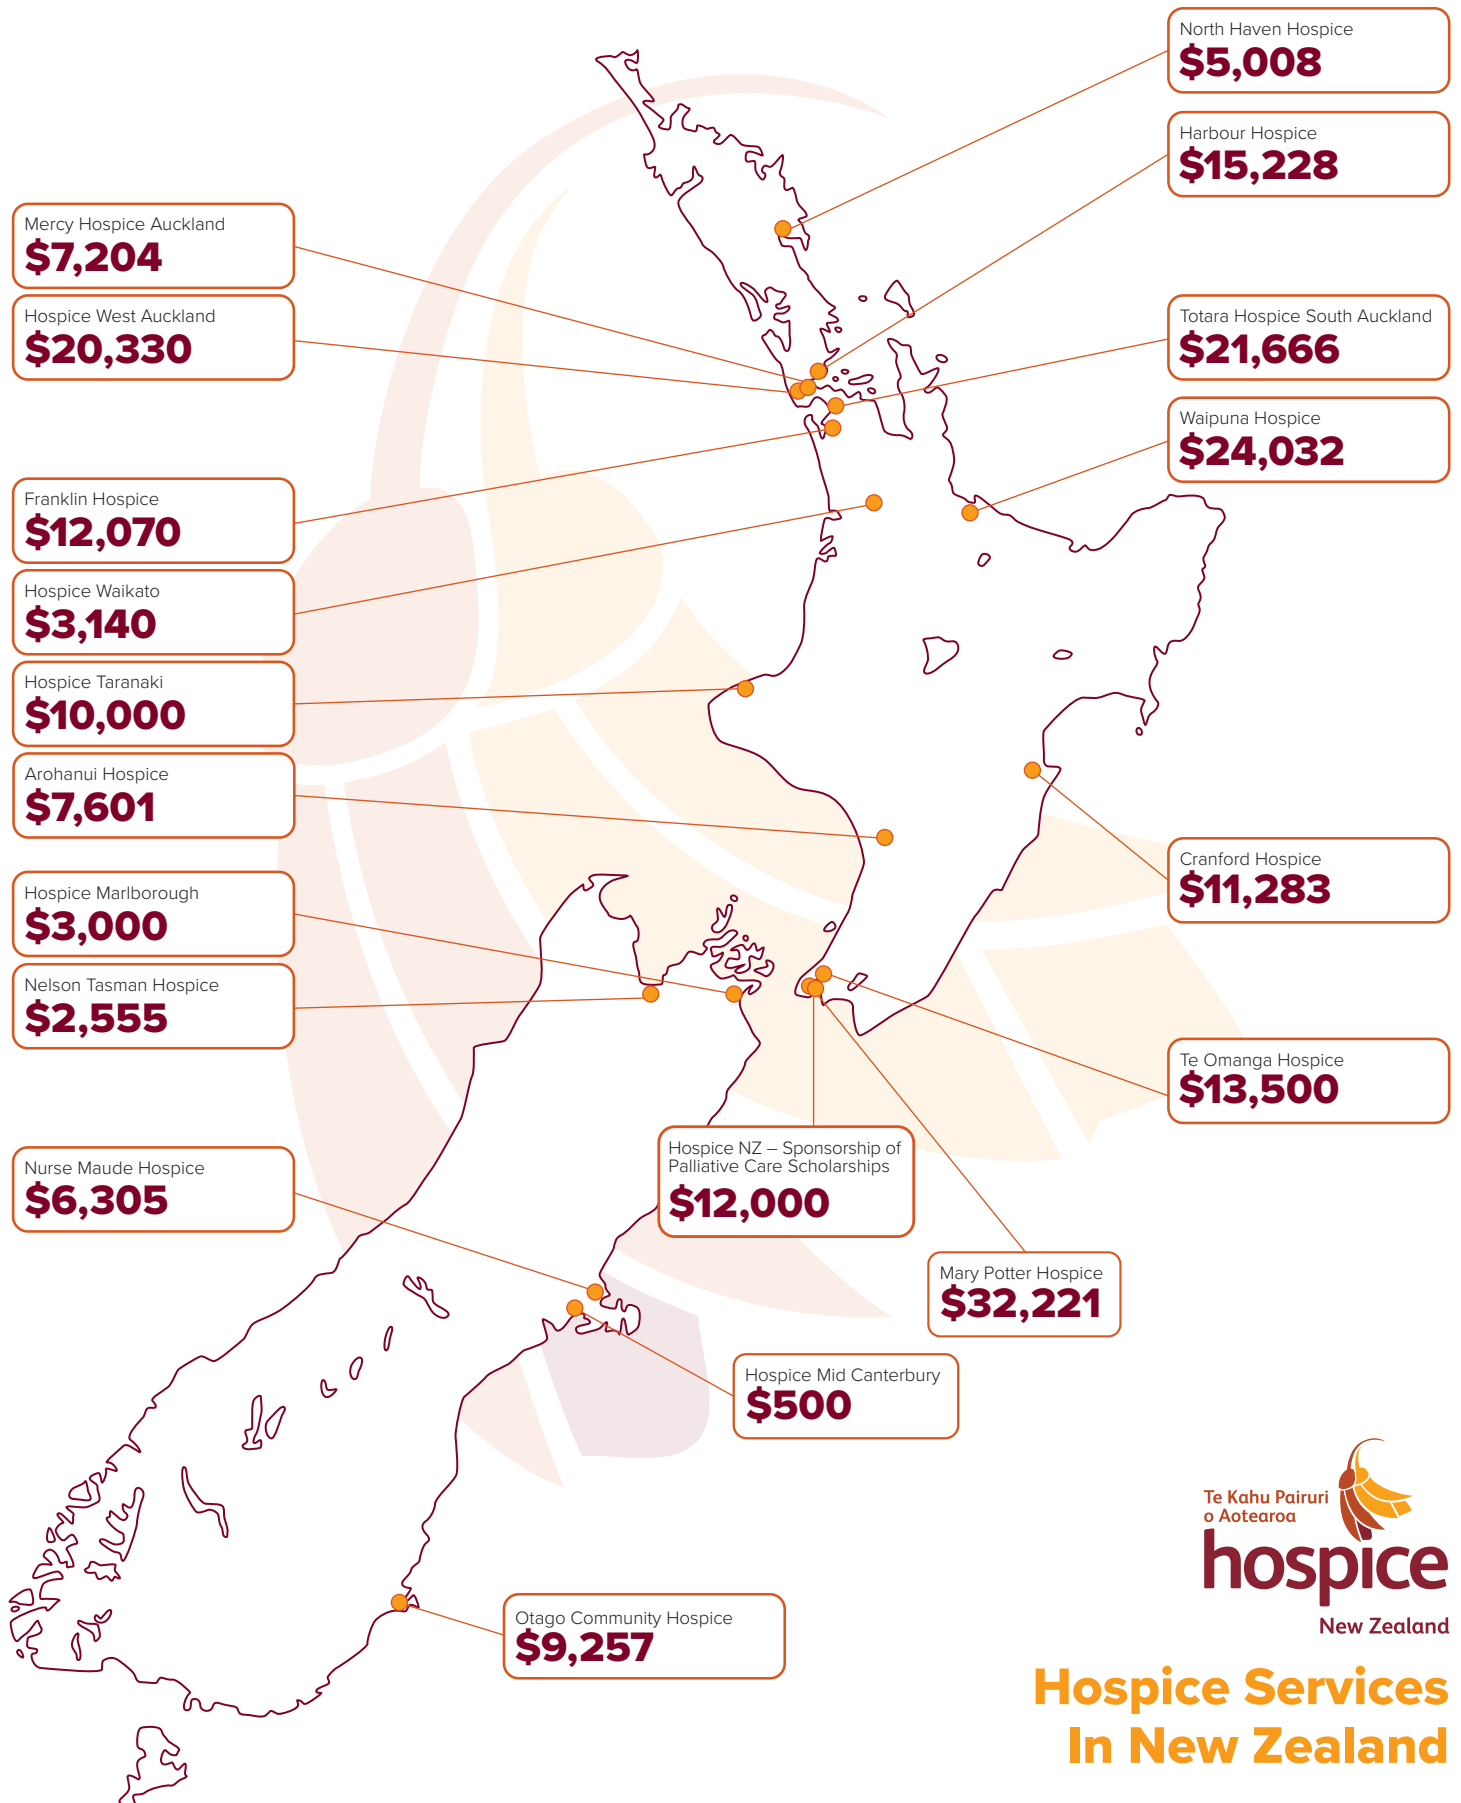 North Haven Hospice
$5,008
Harbour Hospice
$15,228
Mercy Hospice Auckland
$7,204
Hospice West Auckland
$20,330
Totara Hospice South Auckland
$21,666
Waipuna Hospice
$24,032
Franklin Hospice
$12,070
Hospice Waikato
$3,140
Hospice Taranaki
$10,000
Arohanui Hospice
$7,601
Cranford Hospice
$11,283
Hospice Marlborough
$3,000
Nelson Tasman Hospice
$2,555
Te Omanga Hospice
$13,500
Hospice NZ – Sponsorship of
Palliative Care Scholarships
$12,000
Nurse Maude Hospice
$6,305
Mary Potter Hospice
$32,221
Hospice Mid Canterbury
$500
Otago Community Hospice
$9,257
Te Kahu Pairuri
o Aotearoa
hospice
New Zealand
Hospice Services
In New Zealand